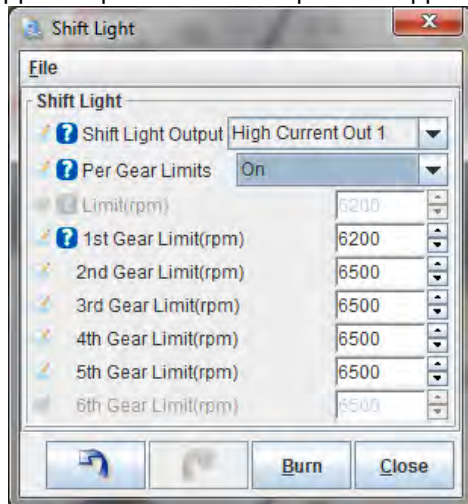 Shift Light
File
Shift Light
Shift Light Output High Current Out 1
Per Gear Limits On
Limit(rpm) 6200
1st Gear Limit(rpm) 6200
2nd Gear Limit(rpm) 6500
3rd Gear Limit(rpm) 6500
4th Gear Limit(rpm) 6500
5th Gear Limit(rpm) 6500
6th Gear Limit(rpm) 6500
Burn Close